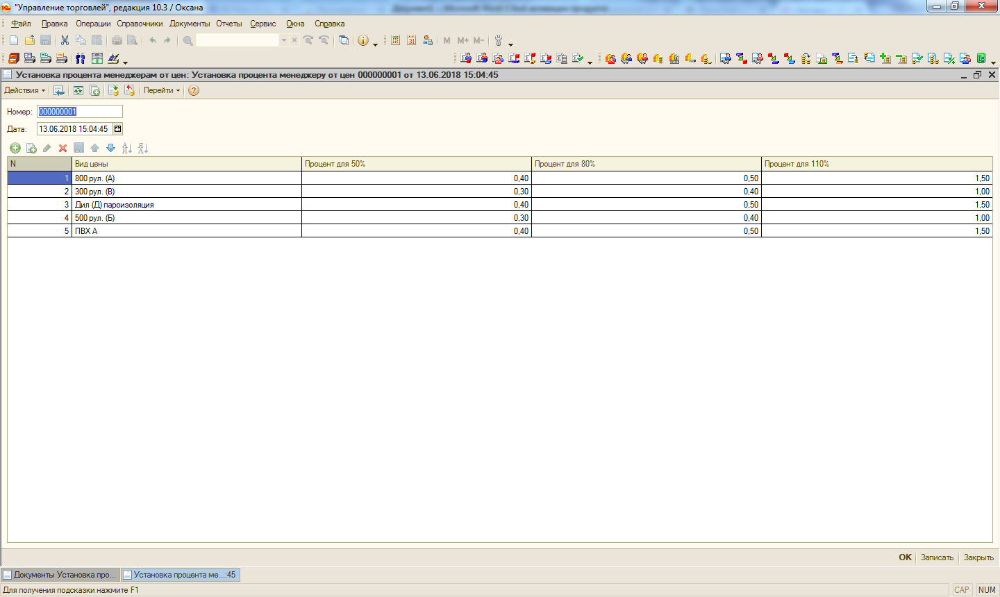 "Управление торговлей", редакция 10.3 / Оксана
Файл Правка Операции Справочники Документы Отчеты Сервис Окна Справка
M M+ M-
Установка процента менеджерам от цен: Установка процента менеджеру от цен 000000001 от 13.06.2018 15:04:45
Действия Перейти
Номер: 000000001
Дата: 13.06.2018 15:04:45
N Вид цены Процент для 50% Процент для 80% Процент для 110%
1 800 рул. (А) 0,40 0,50 1,50
2 300 рул. (В) 0,30 0,40 1,00
3 Дил (Д) пароизоляция 0,40 0,50 1,50
4 500 рул. (Б) 0,30 0,40 1,00
5 ПВХ А 0,40 0,50 1,50
OK Записать Закрыть
Документы Установка про... Установка процента ме...:45
Для получения подсказки нажмите F1 CAP NUM